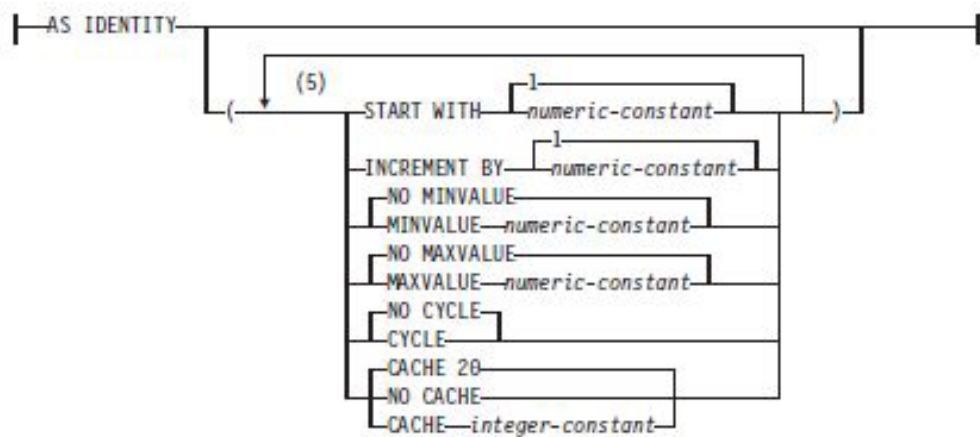 AS IDENTITY
(5)
1
( START WITH numeric-constant )
1
INCREMENT BY numeric-constant
NO MINVALUE
MINVALUE numeric-constant
NO MAXVALUE
MAXVALUE numeric-constant
NO CYCLE
CYCLE
CACHE 20
NO CACHE
CACHE integer-constant